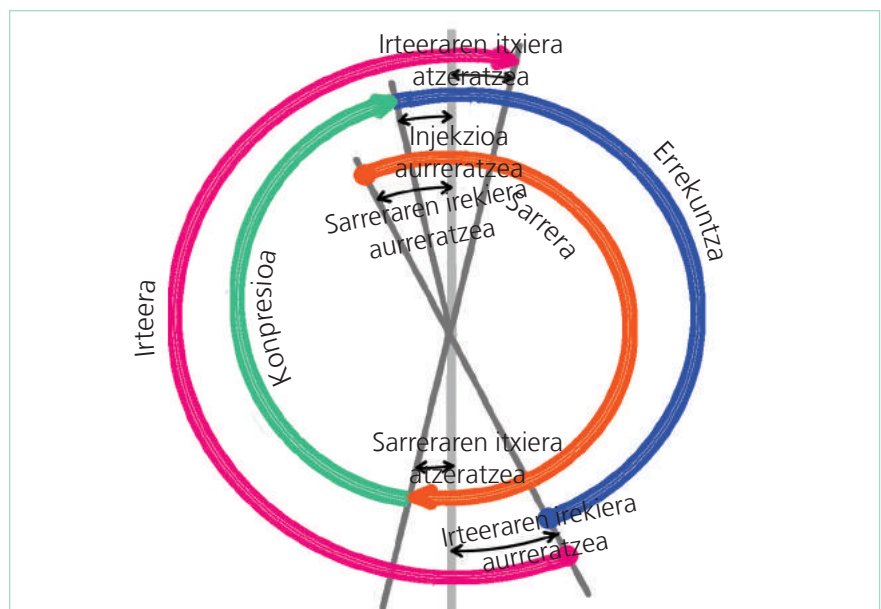 Irteeraren itxiera
atzeratzea
Injekzioa
aurreratzea
Sarreraren irekiera
aurreratzea
Sarrera
Errekuntza
Irteera
Konpresioa
Sarreraren itxiera
atzeratzea
Irteeraren irekiera
aurreratzea